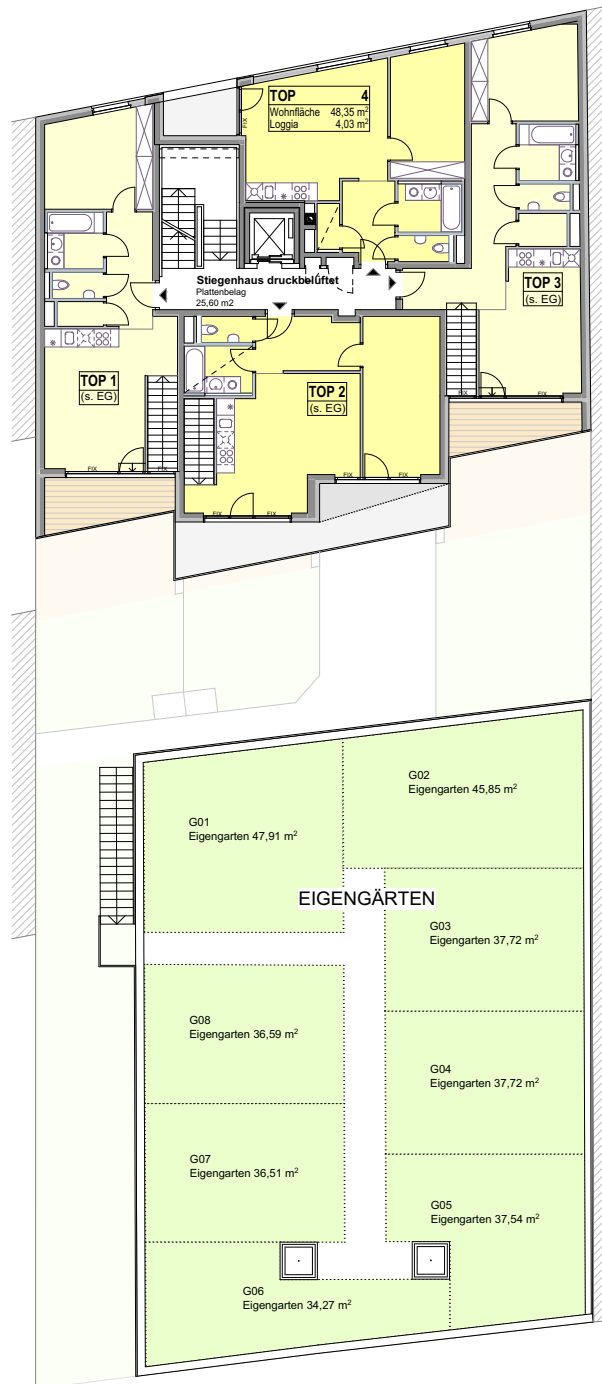 TOP 4
Wohnfläche 48,35 m²
Loggia 4,03 m²
FIX
Stiegenhaus druckbelüftet
Plattenbelag
25,60 m2
TOP 3
(s. EG)
TOP 1
(s. EG)
TOP 2
(s. EG)
FIX
FIX
FIX
FIX
FIX
FIX
FIX
G02
Eigengarten 45,85 m²
G01
Eigengarten 47,91 m²
EIGENGÄRTEN
G03
Eigengarten 37,72 m²
G08
Eigengarten 36,59 m²
G04
Eigengarten 37,72 m²
G07
Eigengarten 36,51 m²
G05
Eigengarten 37,54 m²
G06
Eigengarten 34,27 m²